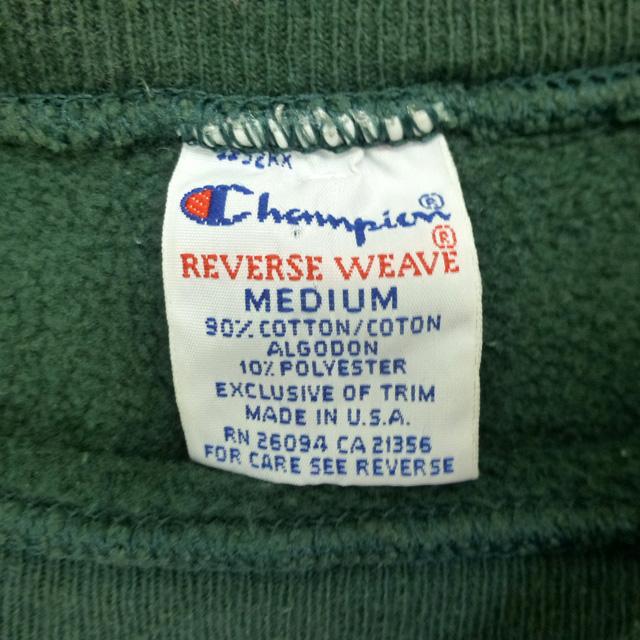 Champion®
REVERSE WEAVE®
MEDIUM
90% COTTON/COTON
ALGODON
10% POLYESTER
EXCLUSIVE OF TRIM
MADE IN U.S.A.
RN 26094 CA 21356
FOR CARE SEE REVERSE